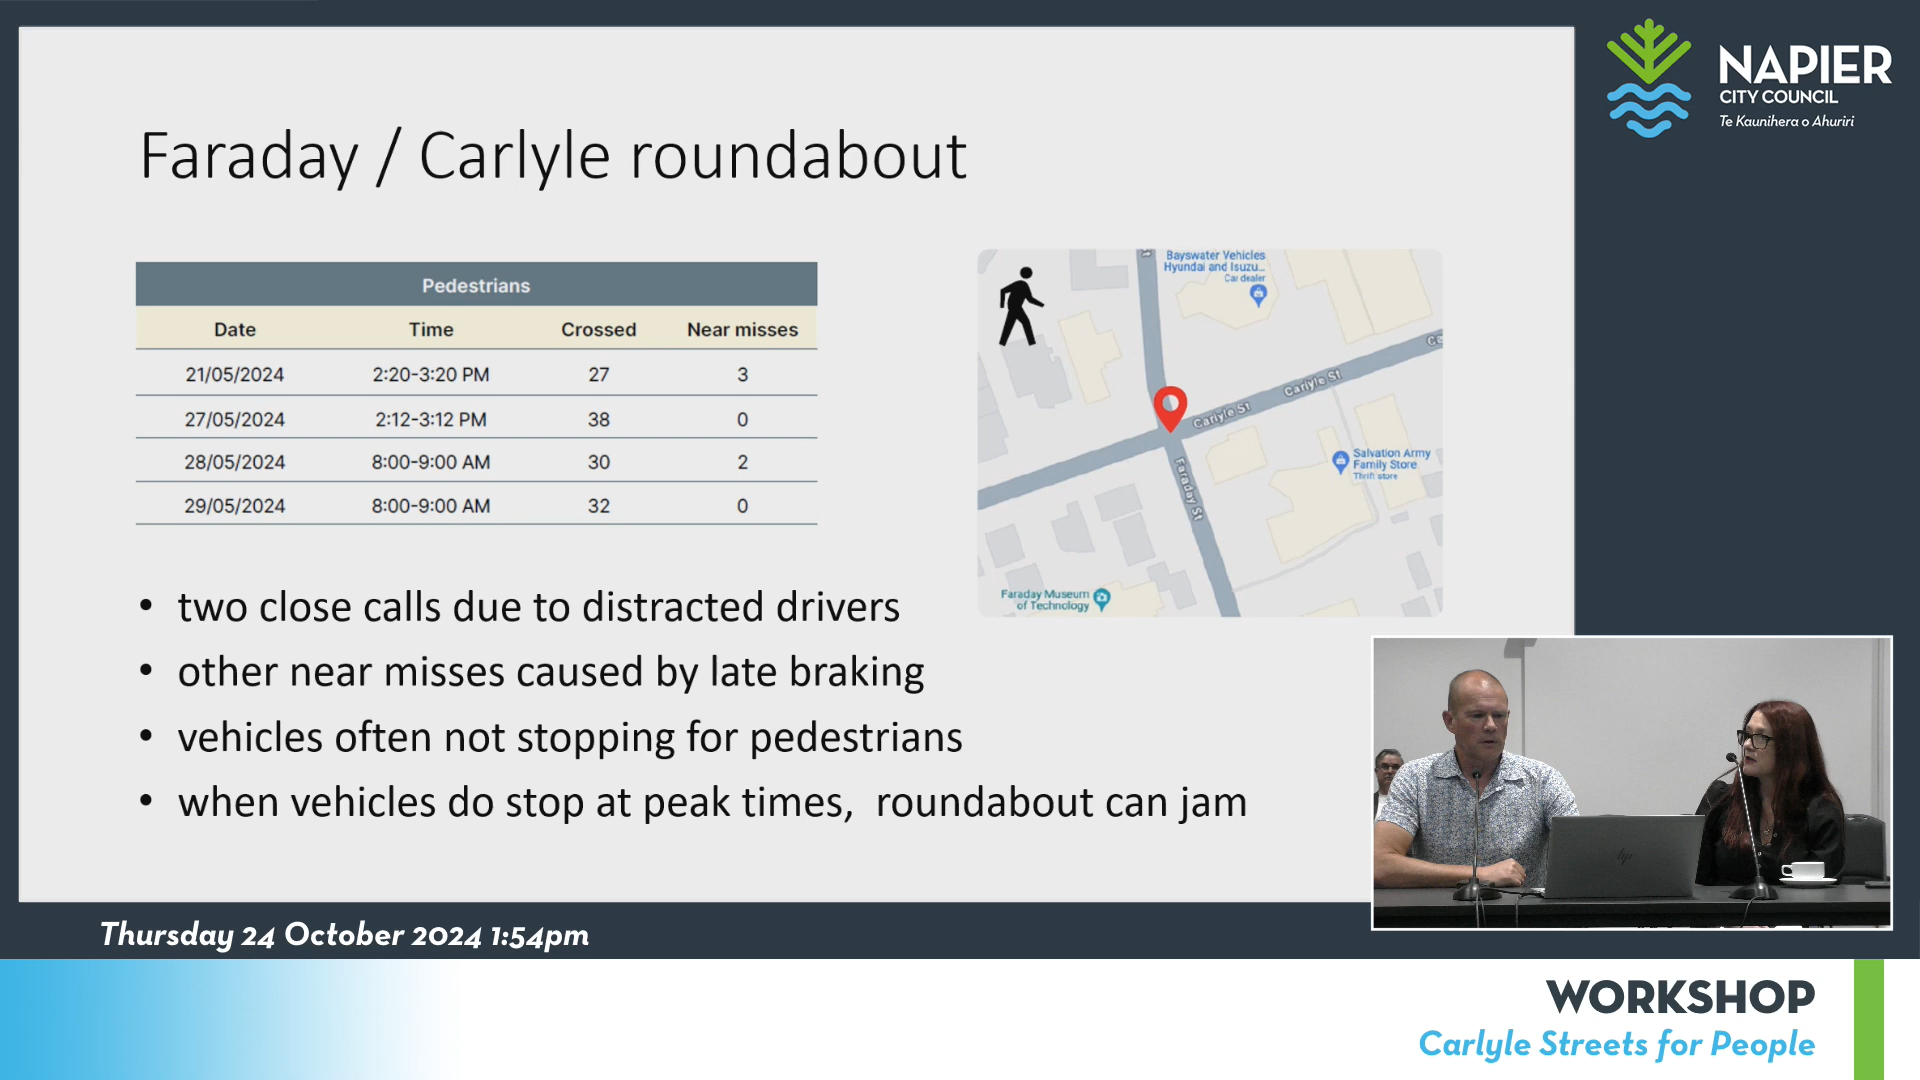 NAPIER
CITY COUNCIL
Te Kaunihera o Ahuriri
Faraday / Carlyle roundabout
Pedestrians
Date Time Crossed Near misses
21/05/2024 2:20-3:20 PM 27 3
27/05/2024 2:12-3:12 PM 38 0
28/05/2024 8:00-9:00 AM 30 2
29/05/2024 8:00-9:00 AM 32 0
Bayswater Vehicles
Hyundai and Isuzu...
Car dealer
Carlyle St
Carlyle St
Faraday St
Salvation Army
Family Store
Thrift store
Faraday Museum
of Technology
• two close calls due to distracted drivers
• other near misses caused by late braking
• vehicles often not stopping for pedestrians
• when vehicles do stop at peak times, roundabout can jam
hp
Thursday 24 October 2024 1:54pm
WORKSHOP
Carlyle Streets for People